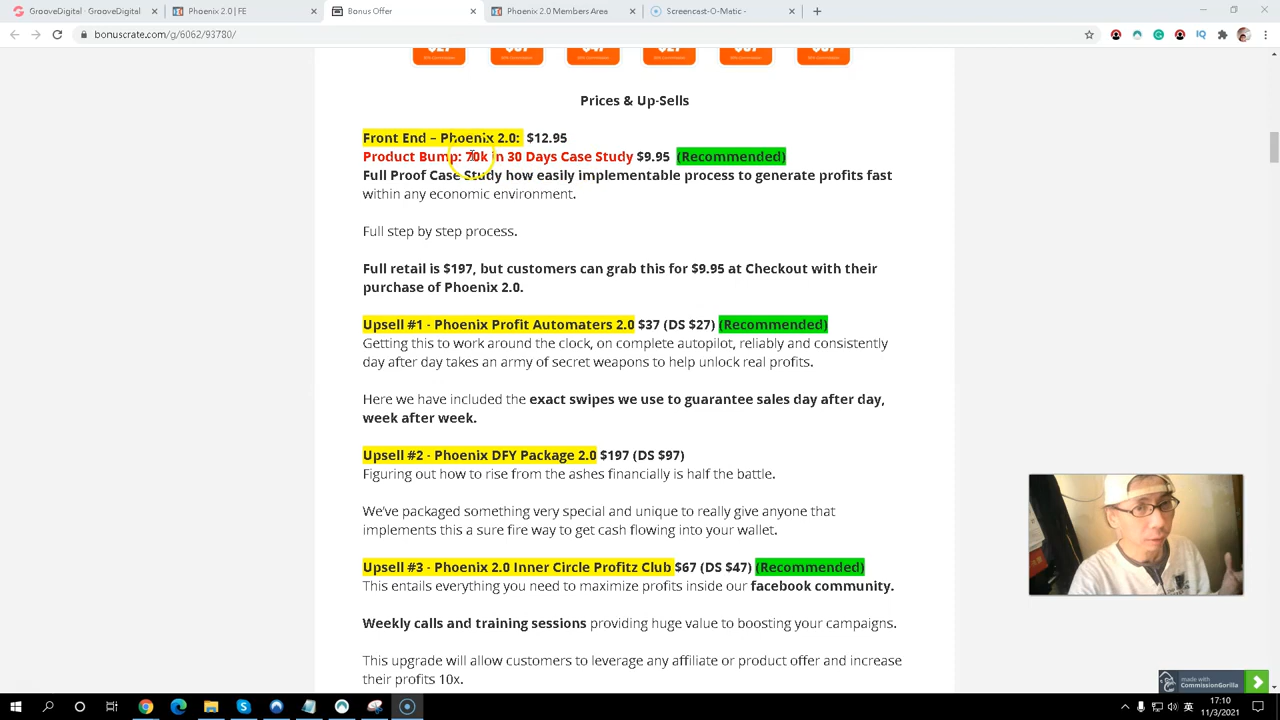 GrooveDigital - GrooveDigital
Phoenix 2.0 | FE
Bonus Offer
Phoenix 2.0 Members Area
Screencast-O-Matic -
bonuscrate.com/g/6062/93780/
Prices & Up-Sells
Front End – Phoenix 2.0: $12.95
Product Bump: 70k in 30 Days Case Study $9.95 (Recommended)
Full Proof Case Study how easily implementable process to generate profits fast
within any economic environment.
Full step by step process.
Full retail is $197, but customers can grab this for $9.95 at Checkout with their
purchase of Phoenix 2.0.
Upsell #1 - Phoenix Profit Automaters 2.0 $37 (DS $27) (Recommended)
Getting this to work around the clock, on complete autopilot, reliably and consistently
day after day takes an army of secret weapons to help unlock real profits.
Here we have included the exact swipes we use to guarantee sales day after day,
week after week.
Upsell #2 - Phoenix DFY Package 2.0 $197 (DS $97)
Figuring out how to rise from the ashes financially is half the battle.
We've packaged something very special and unique to really give anyone that
implements this a sure fire way to get cash flowing into your wallet.
Upsell #3 - Phoenix 2.0 Inner Circle Profitz Club $67 (DS $47) (Recommended)
This entails everything you need to maximize profits inside our facebook community.
Weekly calls and training sessions providing huge value to boosting your campaigns.
This upgrade will allow customers to leverage any affiliate or product offer and increase
their profits 10x.
made with
COMMISSIONGorilla
英
17:10
11/3/2021